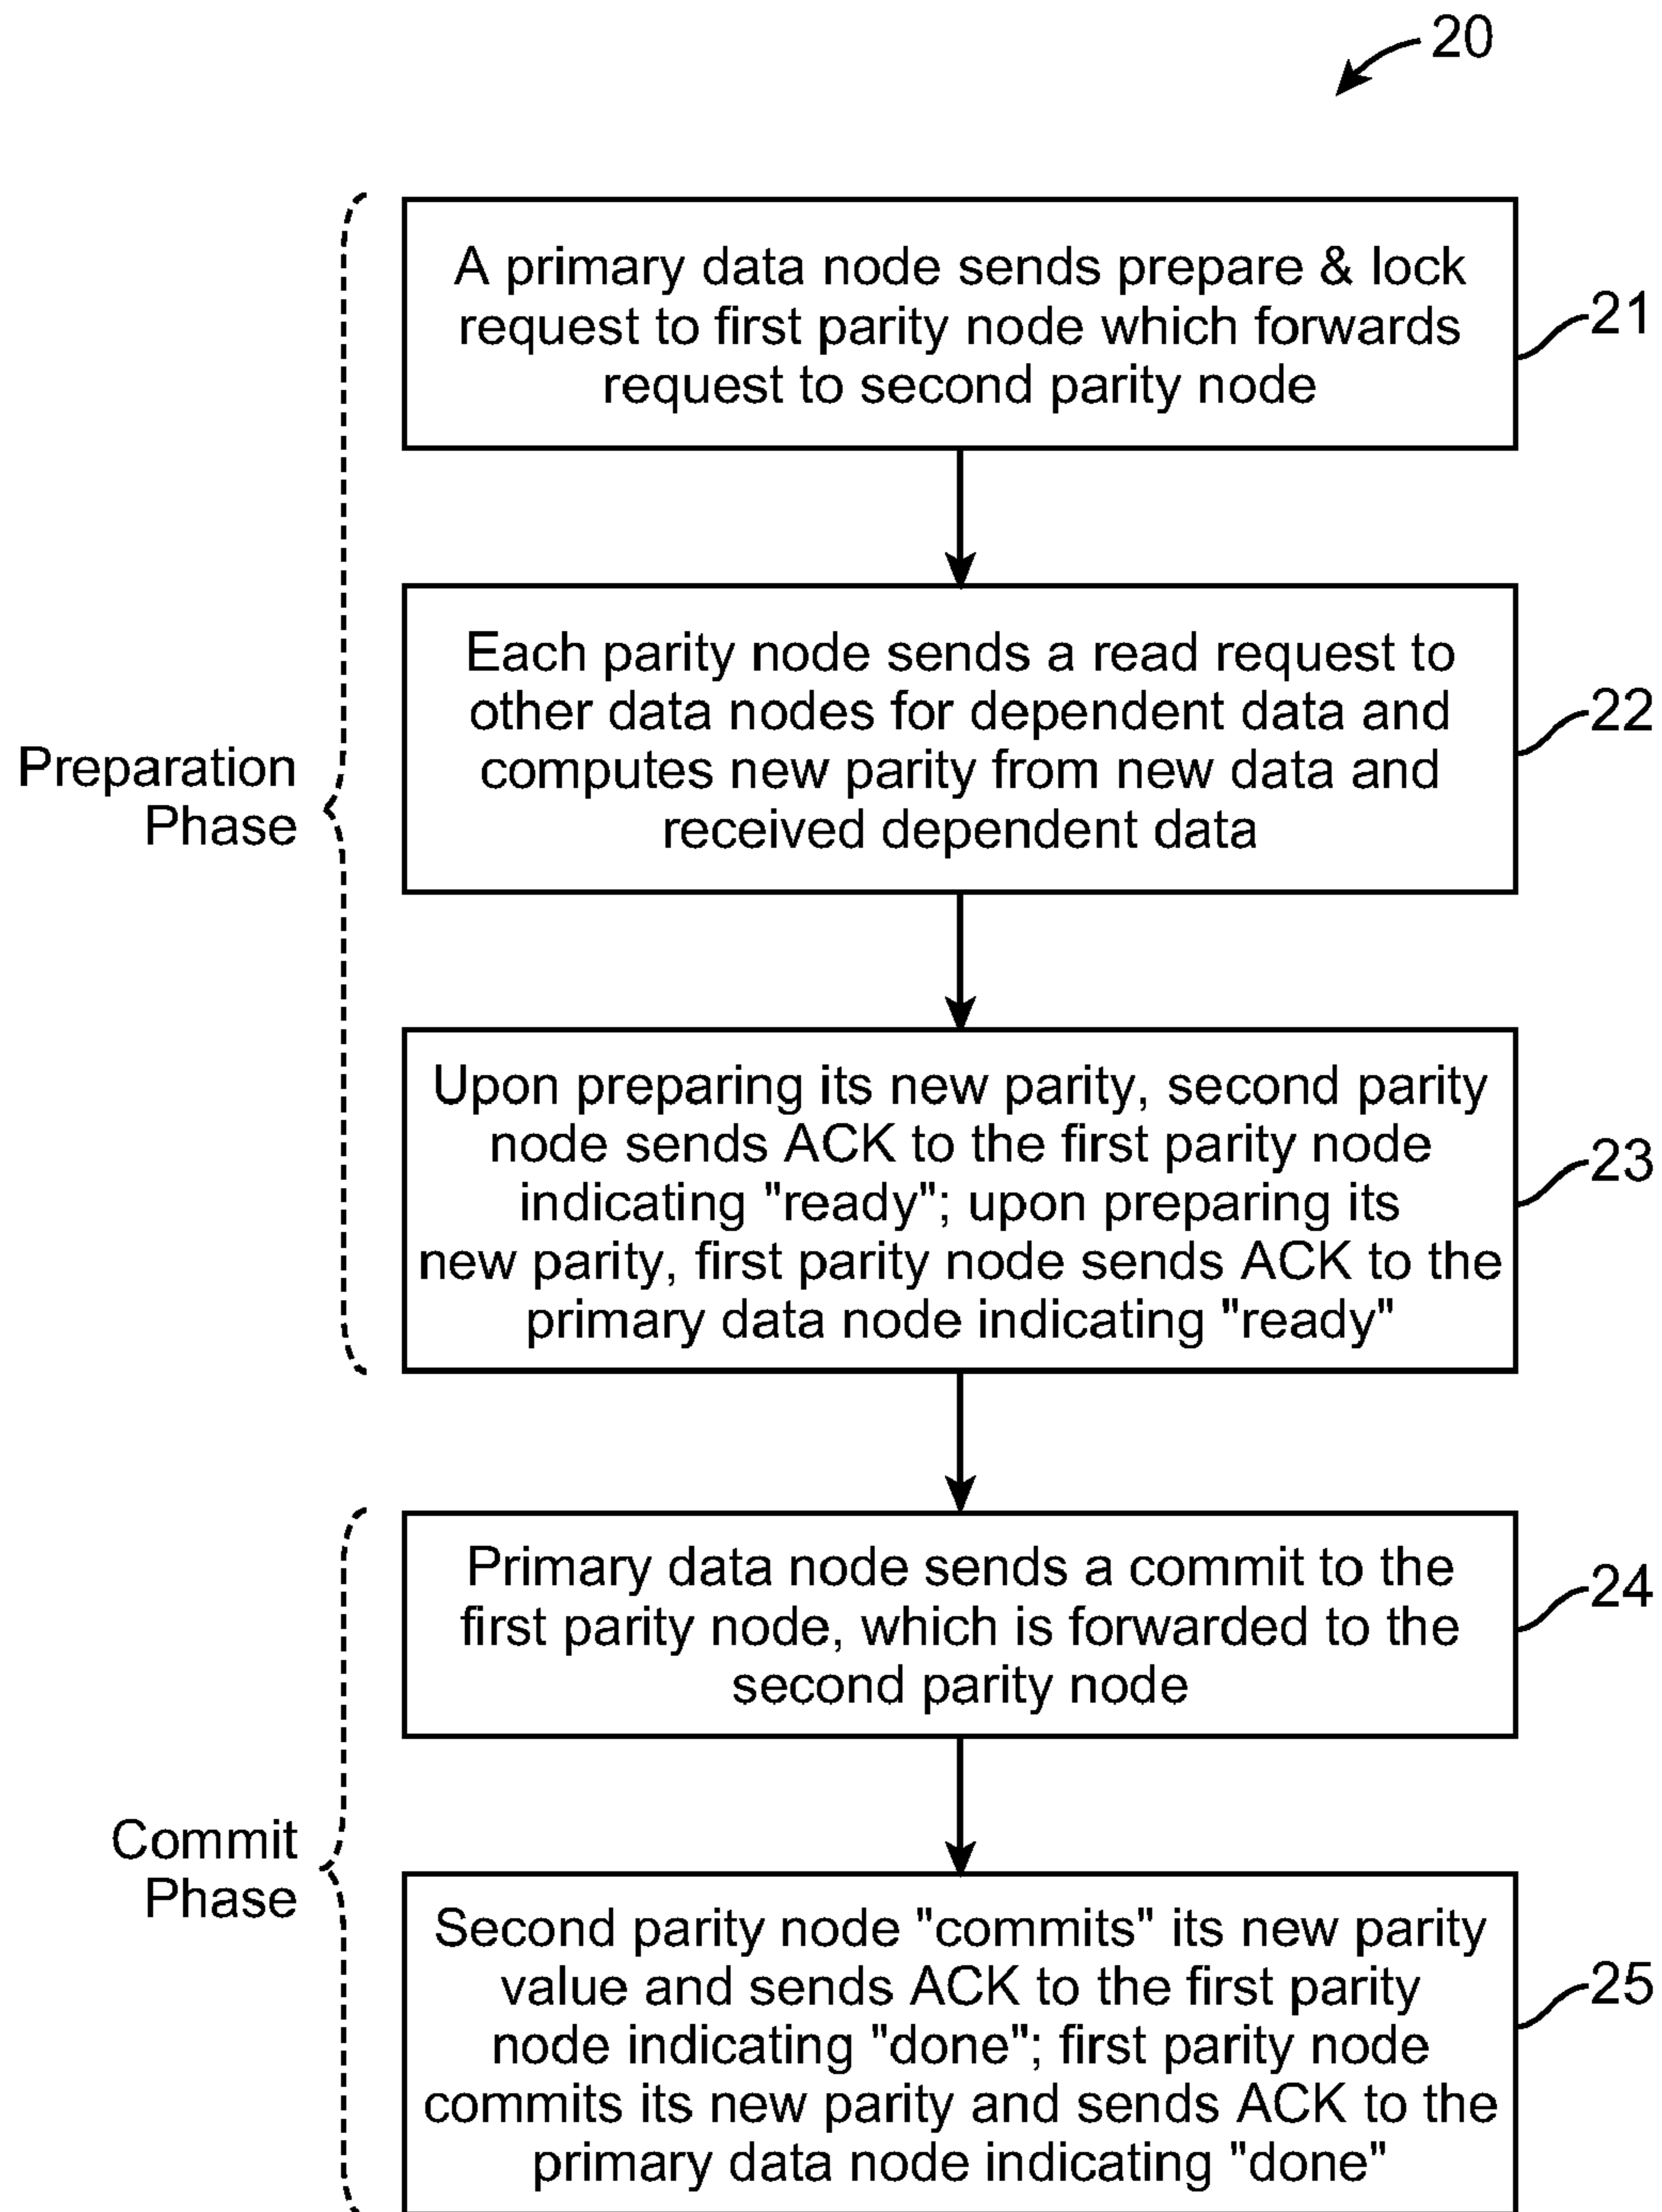 20
A primary data node sends prepare & lock
request to first parity node which forwards
request to second parity node
21
Each parity node sends a read request to
other data nodes for dependent data and
computes new parity from new data and
received dependent data
22
Preparation
Phase
Upon preparing its new parity, second parity
node sends ACK to the first parity node
indicating "ready"; upon preparing its
new parity, first parity node sends ACK to the
primary data node indicating "ready"
23
Primary data node sends a commit to the
first parity node, which is forwarded to the
second parity node
24
Commit
Phase
Second parity node "commits" its new parity
value and sends ACK to the first parity
node indicating "done"; first parity node
commits its new parity and sends ACK to the
primary data node indicating "done"
25